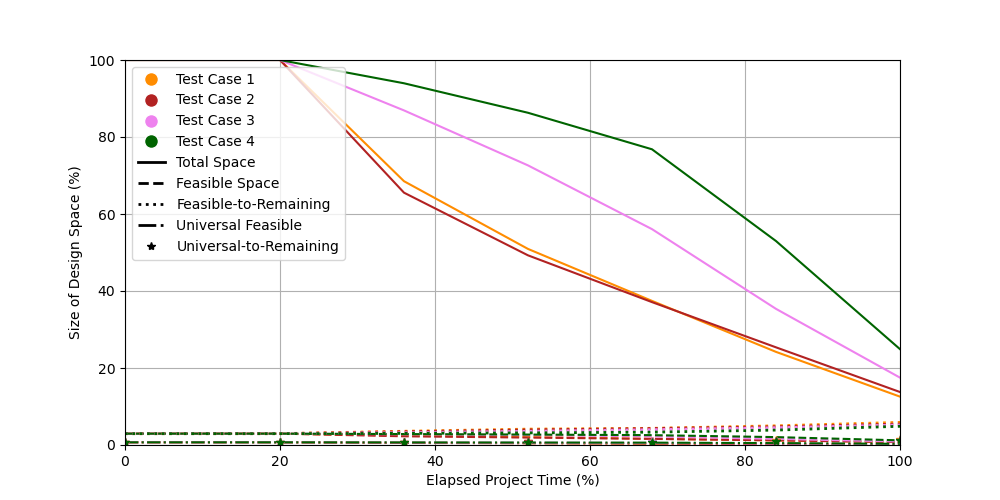 100
80
60
40
20
0
Size of Design Space (%)
Test Case 1
Test Case 2
Test Case 3
Test Case 4
Total Space
Feasible Space
Feasible-to-Remaining
Universal Feasible
Universal-to-Remaining
0 20 40 60 80 100
Elapsed Project Time (%)